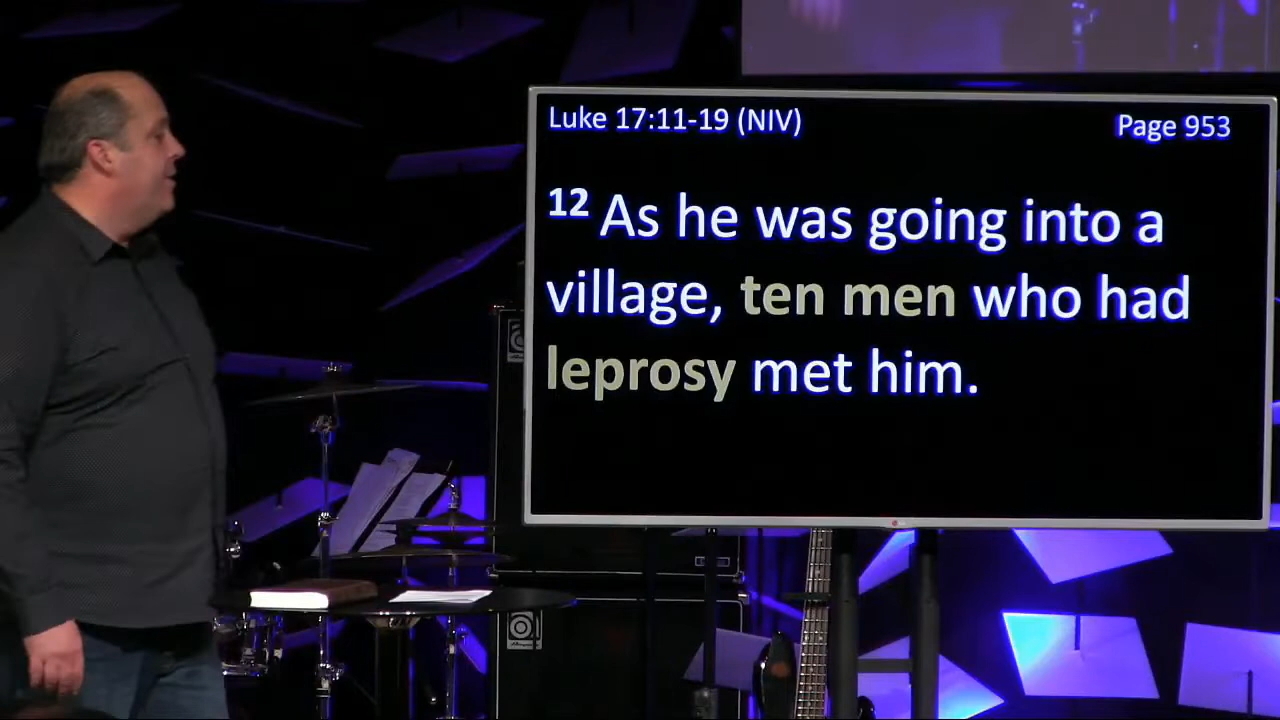 Luke 17:11-19 (NIV)
Page 953
12 As he was going into a
village, ten men who had
leprosy met him.